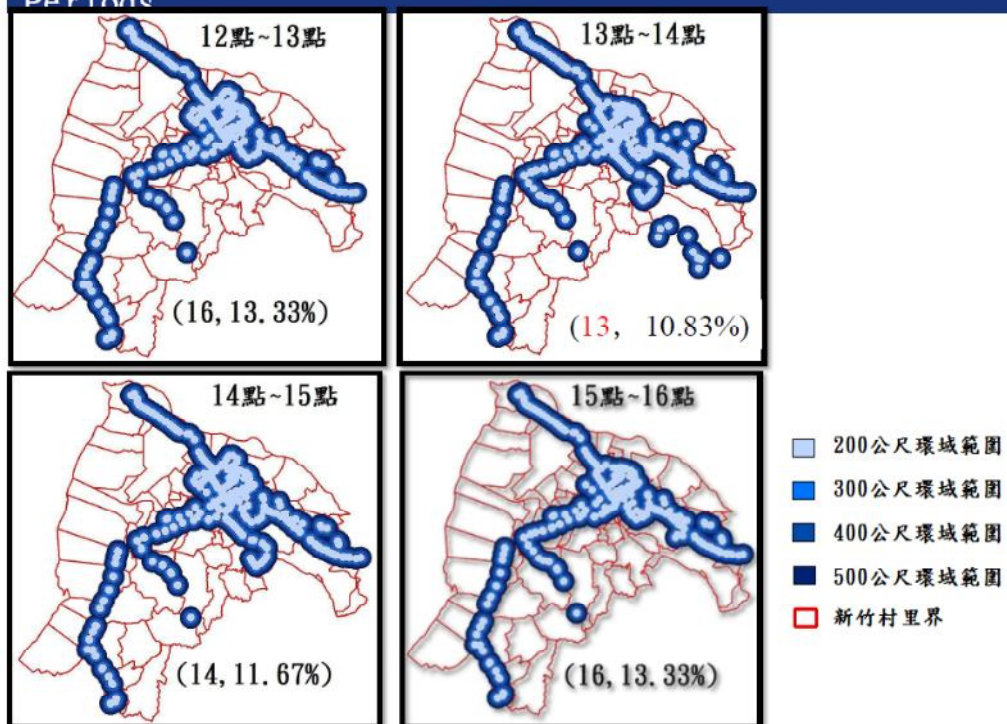 Periods
12點~13點
13點~14點
(16,13.33%)
(13, 10.83%)
14點~15點
15點~16點
(14,11.67%)
(16,13.33%)
200公尺環域範圍
300公尺環域範圍
400公尺環域範圍
500公尺環域範圍
新竹村里界